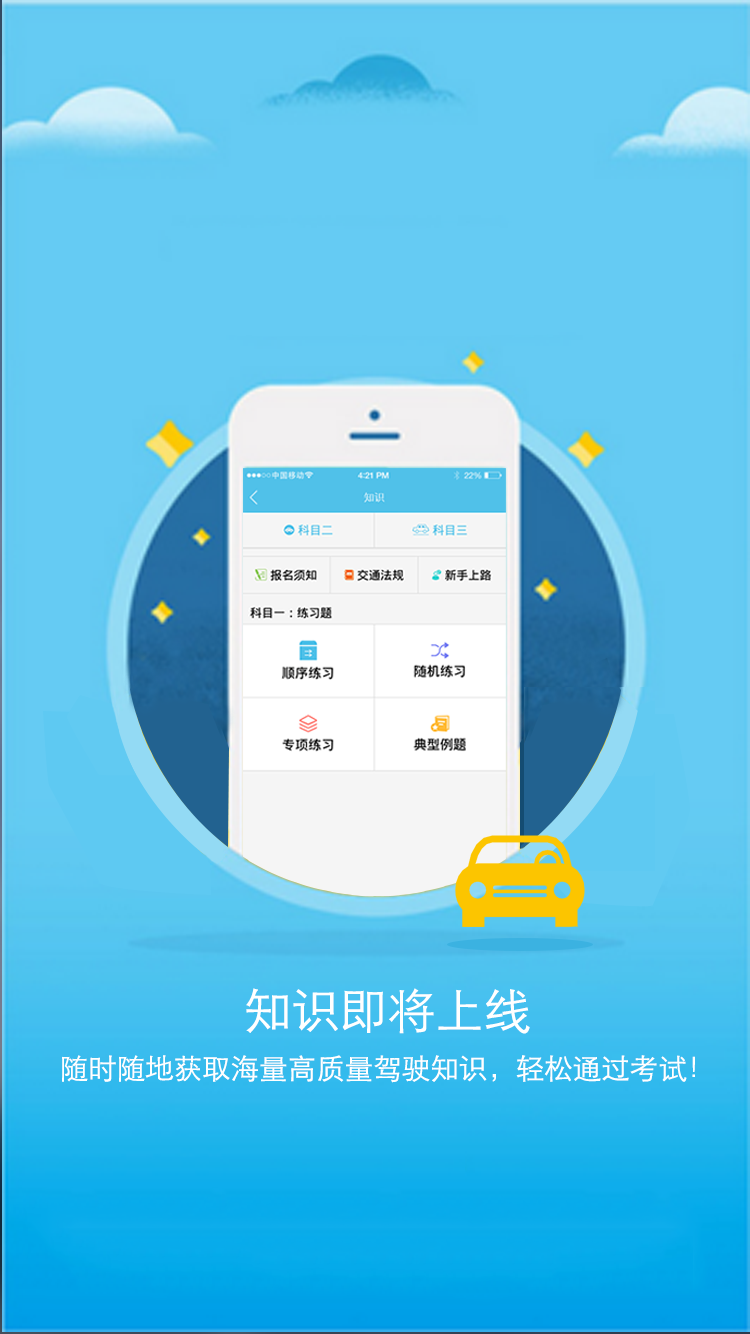 中国移动 4:21 PM 22%
知识
科目二 科目三
报名须知 交通法规 新手上路
科目一：练习题
顺序练习 随机练习
专项练习 典型例题
知识即将上线
随时随地获取海量高质量驾驶知识，轻松通过考试！